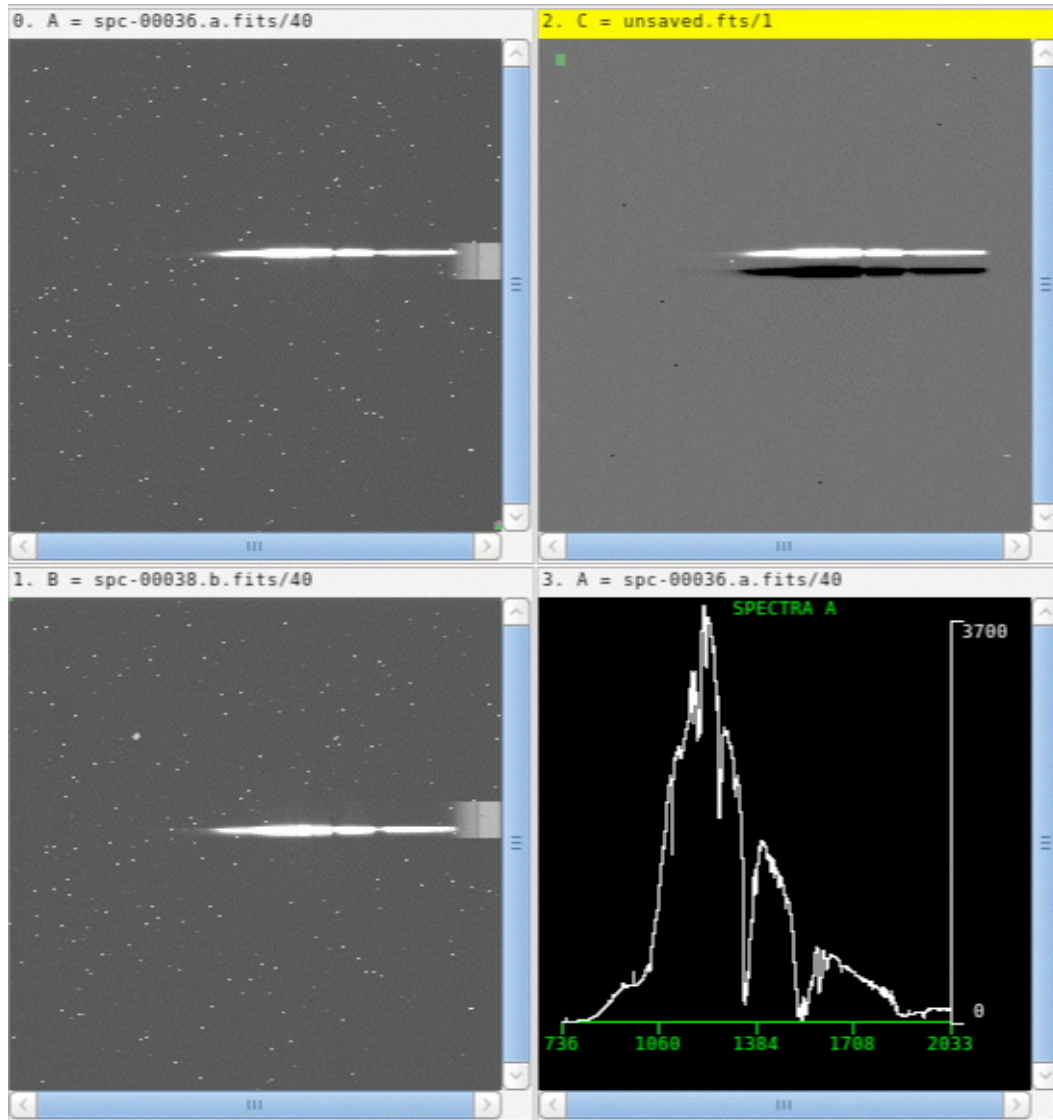 0. A = spc-00036.a.fits/40
2. C = unsaved.fts/1
1. B = spc-00038.b.fits/40
3. A = spc-00036.a.fits/40
SPECTRA A
3700
0
736 1060 1384 1708 2033